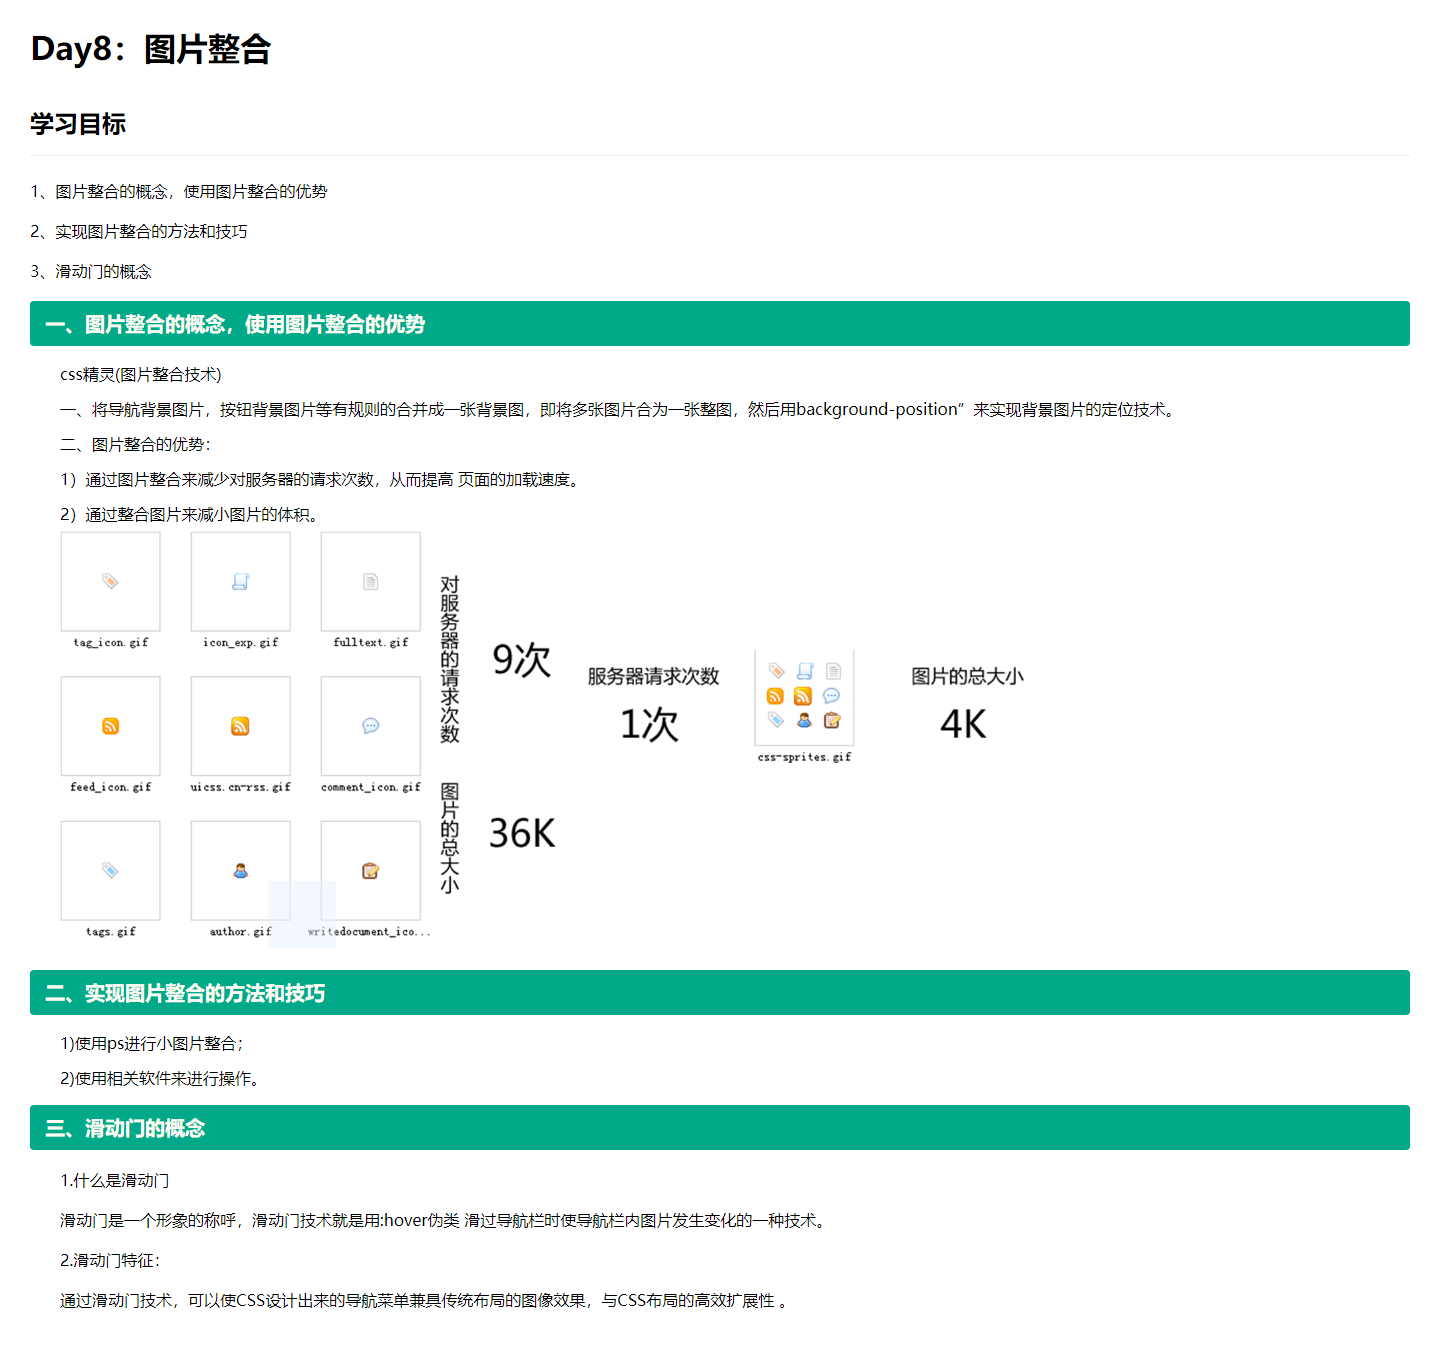 Day8：图片整合
学习目标
1、图片整合的概念，使用图片整合的优势
2、实现图片整合的方法和技巧
3、滑动门的概念
一、图片整合的概念，使用图片整合的优势
css精灵(图片整合技术)
一、将导航背景图片，按钮背景图片等有规则的合并成一张背景图，即将多张图片合为一张整图，然后用background-position”来实现背景图片的定位技术。
二、图片整合的优势：
1）通过图片整合来减少对服务器的请求次数，从而提高 页面的加载速度。
2）通过整合图片来减小图片的体积。
tag_icon.gif
icon_exp.gif
fulltext.gif
feed_icon.gif
uicss.cn-rss.gif
comment_icon.gif
tags.gif
author.gif
writedocument_ico...
对服务器的请求次数
9次
图片的总大小
36K
服务器请求次数
1次
css-sprites.gif
图片的总大小
4K
二、实现图片整合的方法和技巧
1)使用ps进行小图片整合；
2)使用相关软件来进行操作。
三、滑动门的概念
1.什么是滑动门
滑动门是一个形象的称呼，滑动门技术就是用:hover伪类 滑过导航栏时使导航栏内图片发生变化的一种技术。
2.滑动门特征：
通过滑动门技术，可以使CSS设计出来的导航菜单兼具传统布局的图像效果，与CSS布局的高效扩展性 。